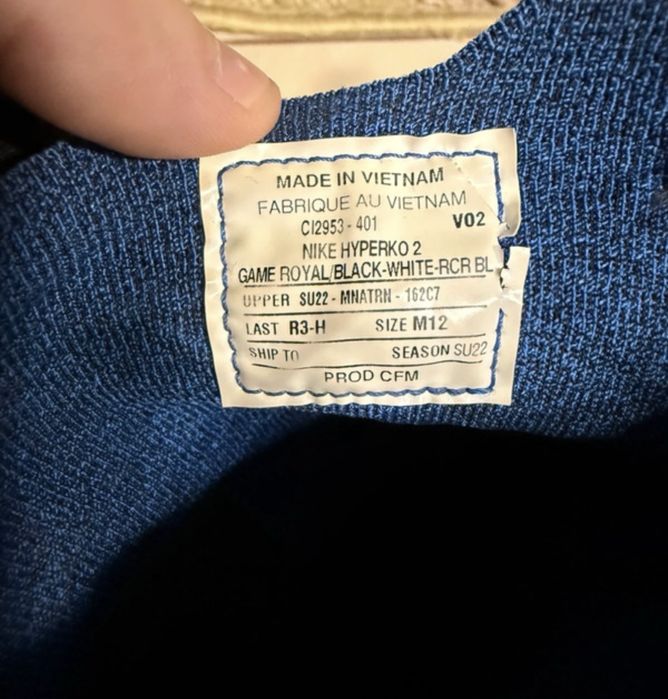 MADE IN VIETNAM
FABRIQUE AU VIETNAM
CI2953-401 V02
NIKE HYPERKO 2
GAME ROYAL/BLACK-WHITE-RCR BL
UPPER SU22 - MNATRN - 162C7
LAST R3-H SIZE M12
SHIP TO SEASON SU22
PROD CFM